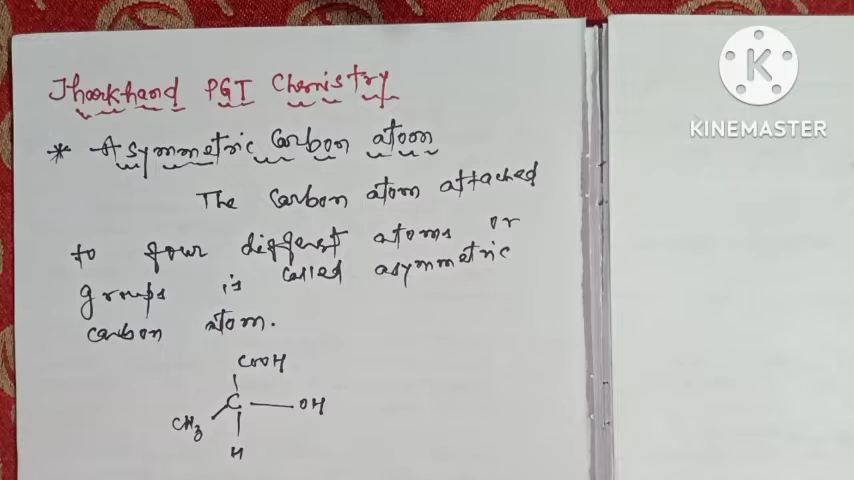 Jharkhand PGT Chemistry
* Asymmetric Carbon atom
The Carbon atom attached
to four different atoms or
groups is called asymmetric
carbon atom.
COOH
C OH
CH3
H
K
KINEMASTER